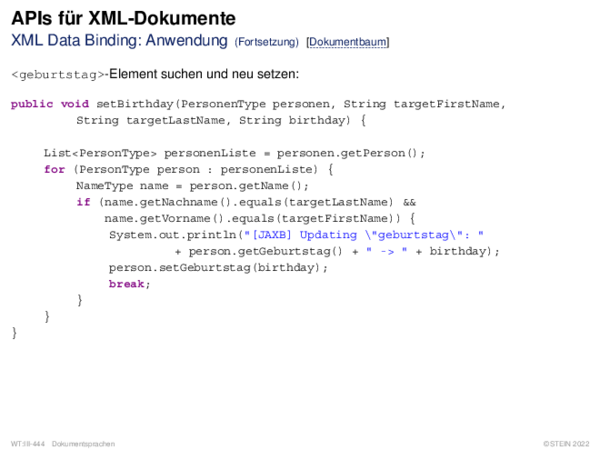 APIs für XML-Dokumente
XML Data Binding: Anwendung (Fortsetzung) [Dokumentbaum]
<geburtstag>-Element suchen und neu setzen:
public void setBirthday(PersonenType personen, String targetFirstName,
String targetLastName, String birthday) {
List<PersonType> personenListe = personen.getPerson();
for (PersonType person : personenListe) {
NameType name = person.getName();
if (name.getNachname().equals(targetLastName) &&
name.getVorname().equals(targetFirstName)) {
System.out.println("[JAXB] Updating \"geburtstag\": "
+ person.getGeburtstag() + " -> " + birthday);
person.setGeburtstag(birthday);
break;
}
}
}
WT:III-444 Dokumentsprachen
©STEIN 2022